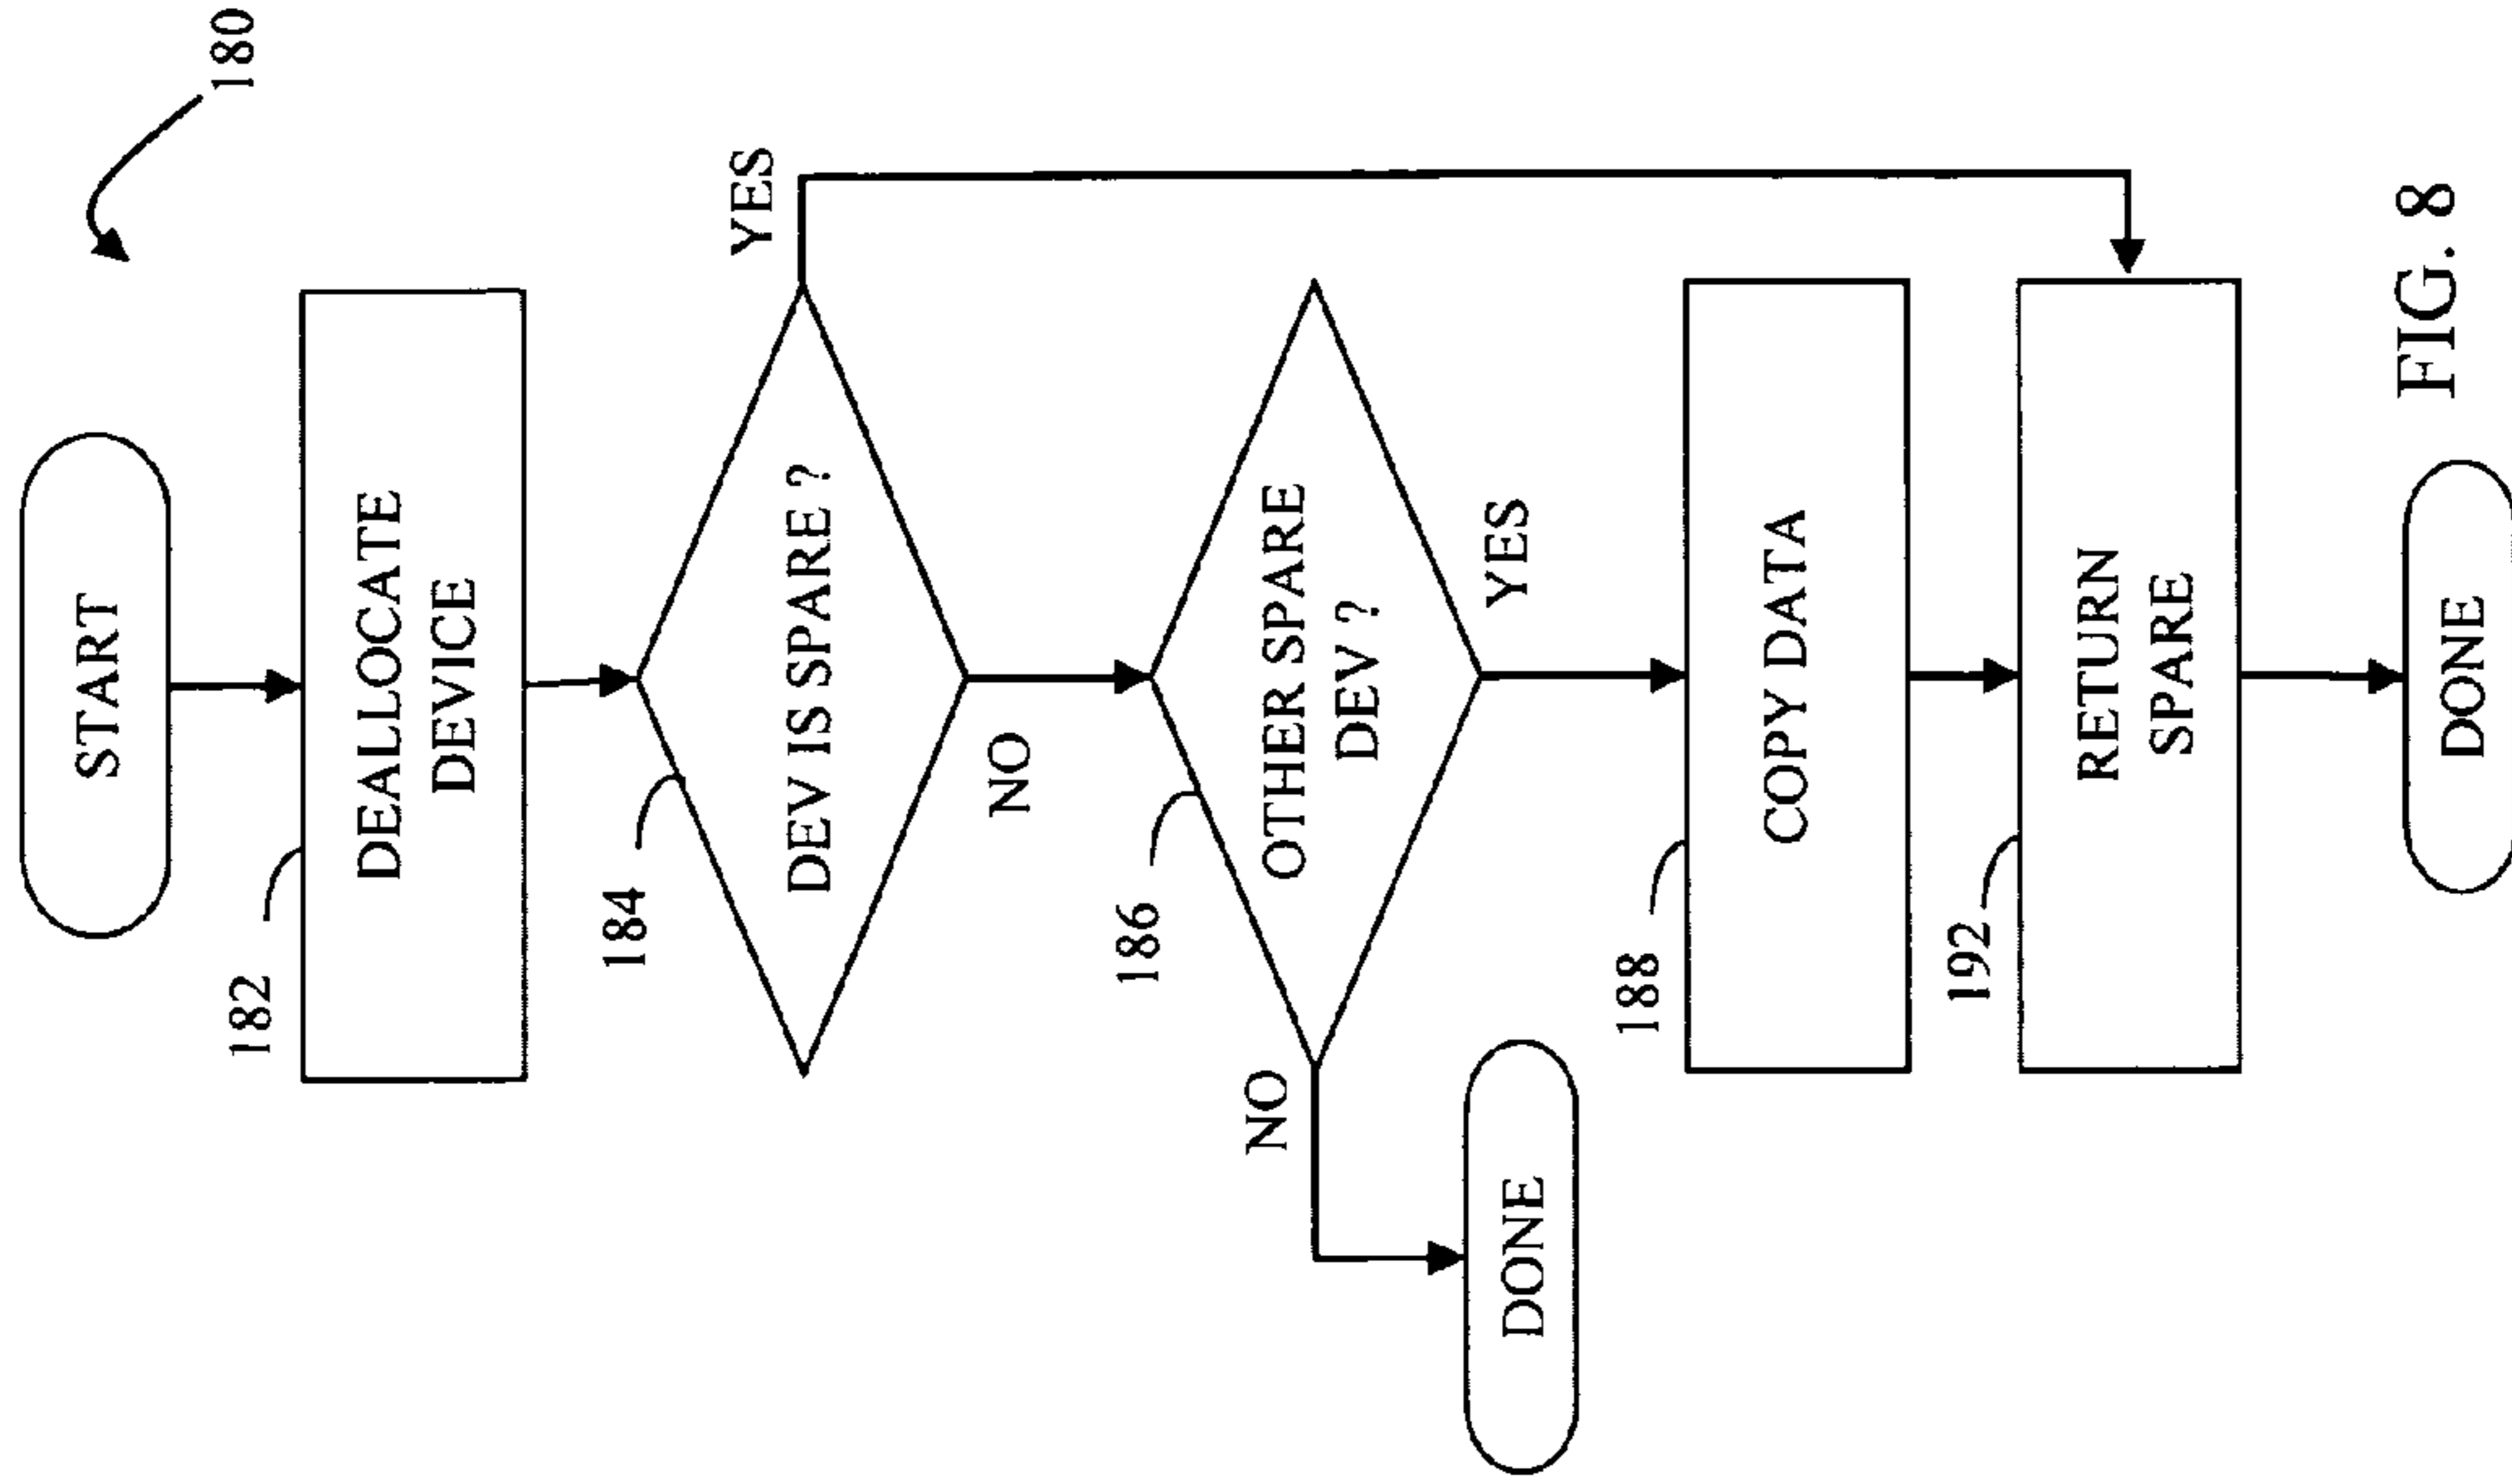 180
START
182
DEALLOCATE
DEVICE
184
DEV IS SPARE ?
YES
NO
186
OTHER SPARE
DEV ?
NO
YES
DONE
188
COPY DATA
192
RETURN
SPARE
DONE
FIG. 8